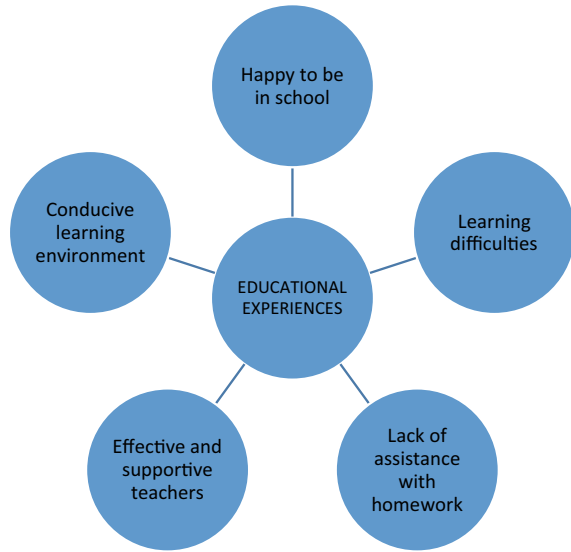 Happy to be
in school
Conducive
learning
environment
Learning
difficulties
EDUCATIONAL
EXPERIENCES
Effective and
supportive
teachers
Lack of
assistance
with
homework